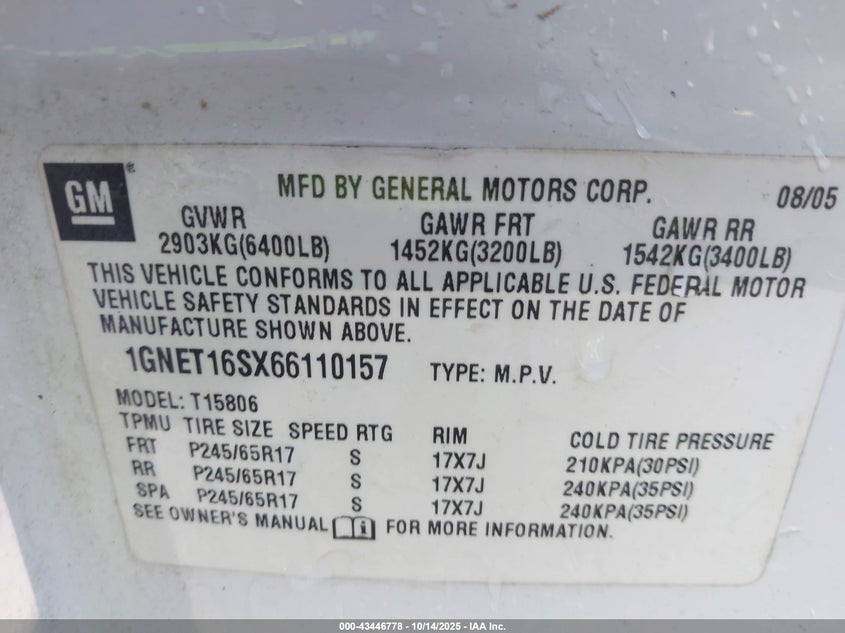 GM ®
MFD BY GENERAL MOTORS CORP. 08/05
GVWR GAWR FRT GAWR RR
2903KG(6400LB) 1452KG(3200LB) 1542KG(3400LB)
THIS VEHICLE CONFORMS TO ALL APPLICABLE U.S. FEDERAL MOTOR
VEHICLE SAFETY STANDARDS IN EFFECT ON THE DATE OF
MANUFACTURE SHOWN ABOVE.
1GNET16SX66110157 TYPE: M.P.V.
MODEL: T15806
TPMU TIRE SIZE SPEED RTG RIM COLD TIRE PRESSURE
FRT P245/65R17 S 17X7J 210KPA(30PSI)
RR P245/65R17 S 17X7J 240KPA(35PSI)
SPA P245/65R17 S 17X7J 240KPA(35PSI)
SEE OWNER'S MANUAL FOR MORE INFORMATION.
000-43446778 - 10/14/2025 - IAA Inc.